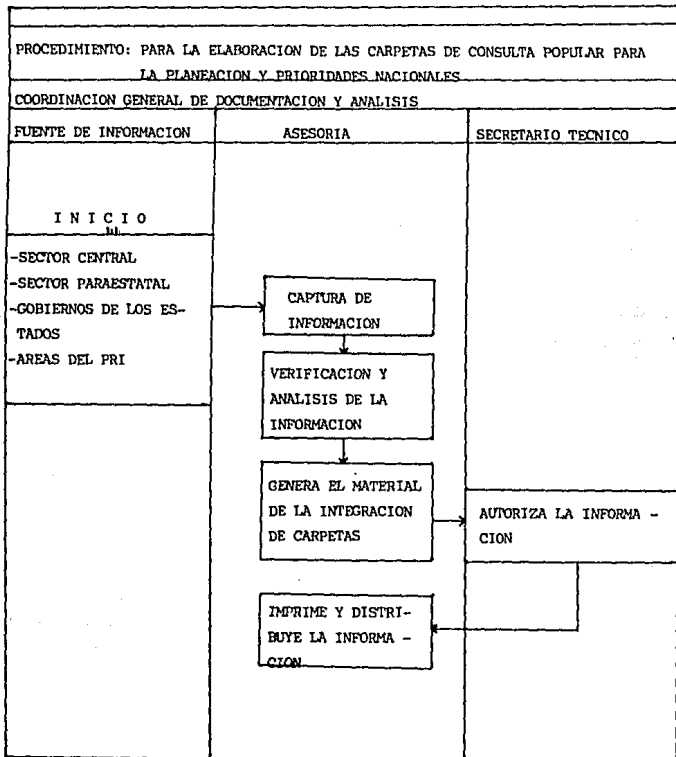 PROCEDIMIENTO: PARA LA ELABORACION DE LAS CARPETAS DE CONSULTA POPULAR PARA
LA PLANEACION Y PRIORIDADES NACIONALES
COORDINACION GENERAL DE DOCUMENTACION Y ANALISIS
FUENTE DE INFORMACION
ASESORIA
SECRETARIO TECNICO
I N I C I O
-SECTOR CENTRAL
-SECTOR PARAESTATAL
-GOBIERNOS DE LOS ES-
TADOS
-AREAS DEL PRI
CAPTURA DE
INFORMACION
VERIFICACION Y
ANALISIS DE LA
INFORMACION
GENERA EL MATERIAL
DE LA INTEGRACION
DE CARPETAS
AUTORIZA LA INFORMA -
CION
IMPRIME Y DISTRI-
BUYE LA INFORMA -
CION